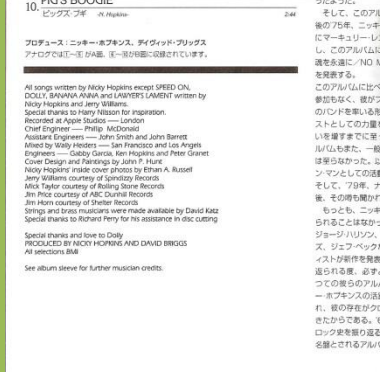 10. PIG'S BOOGIE
ピッグズ・ブギ -N. Hopkins- 2:44
プロデュース：ニッキー・ホプキンス、デイヴィッド・ブリッグス
All songs written by Nicky Hopkins except SPEED ON,
DOLLY, BANANA ANNA and LAWYER'S LAMENT written by
Nicky Hopkins and Jerry Williams.
Special thanks to Harry Nilsson for inspiration.
Recorded at Apple Studios —— London
Chief Engineer —— Phillip McDonald
Assistant Engineers —— John Smith and John Barrett
Mixed by Wally Heiders —— San Francisco and Los Angels
Engineers —— Gabby Garcia, Ken Hopkins and Peter Granet
Cover Design and Paintings by John P. Hunt
Nicky Hopkins' inside cover photos by Ethan A. Russell
Jerry Williams courtesy of Spindizzy Records
Mick Taylor courtesy of Rolling Stone Records
Jim Price courtesy of ABC Dunhill Records
Jim Horn courtesy of Shelter Records
Strings and brass musicians were made available by David Katz
Special thanks to Richard Perry for his assistance in disc cutting
Special thanks and love to Dolly
PRODUCED BY NICKY HOPKINS AND DAVID BRIGGS
All selections BMI
See album sleeve for further musician credits.
そして、このアル
後の'75年、ニッキー
にマーキュリー・レ
し、このアルバムに
魂を永遠に／NO M
を発表する。
このアルバムに比べ
参加もなく、彼がフ
のバンドを率いる形
ストとしての力量を
いを増すまでに至っ
ルバムもまた、一般
は至らなかった。以
ン・マンとしての活動
そして、'79年、ナ
後、その時も聞かれ
もっとも、ニッキー
られることはなかっ
ジョージ・ハリソン、
ズ、ジェフ・ベックが
ィストが新作を発表
返られる度、必ず。
つての彼らのアルバ
ー・ホプキンスの活
れ、彼の存在がク
きたからである。
ロック史を振り返る
名盤とされるアルバ